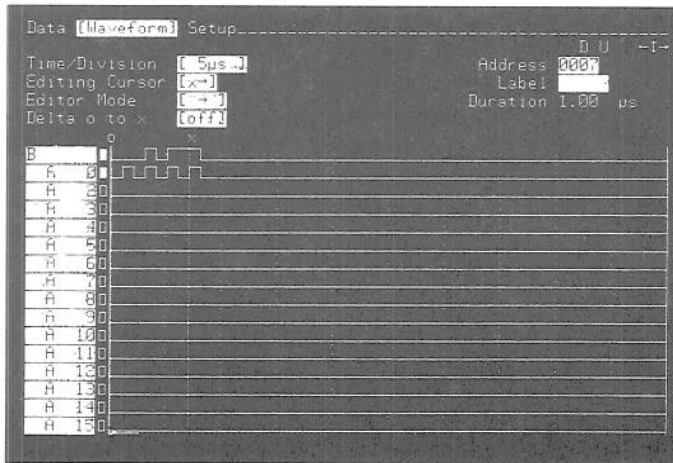 Data [Waveform] Setup
D U ←I→
Time/Division [ 5µs ] Address 0007
Editing Cursor [x→] Label
Editor Mode [ → ] Duration 1.00 µs
Delta o to x [off]
o x
B
A 0
A 2
A 3
A 4
A 5
A 6
A 7
A 8
A 9
A 10
A 11
A 12
A 13
A 14
A 15